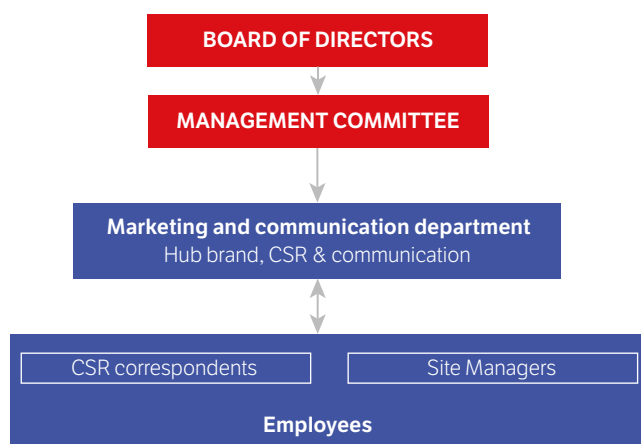 BOARD OF DIRECTORS
MANAGEMENT COMMITTEE
Marketing and communication department
Hub brand, CSR & communication
CSR correspondents
Site Managers
Employees